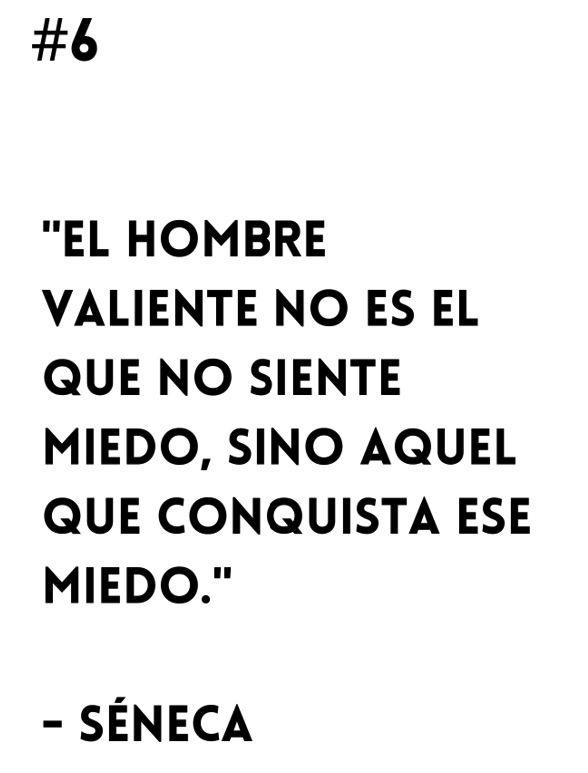 #6
"EL HOMBRE
VALIENTE NO ES EL
QUE NO SIENTE
MIEDO, SINO AQUEL
QUE CONQUISTA ESE
MIEDO."
- SÉNECA